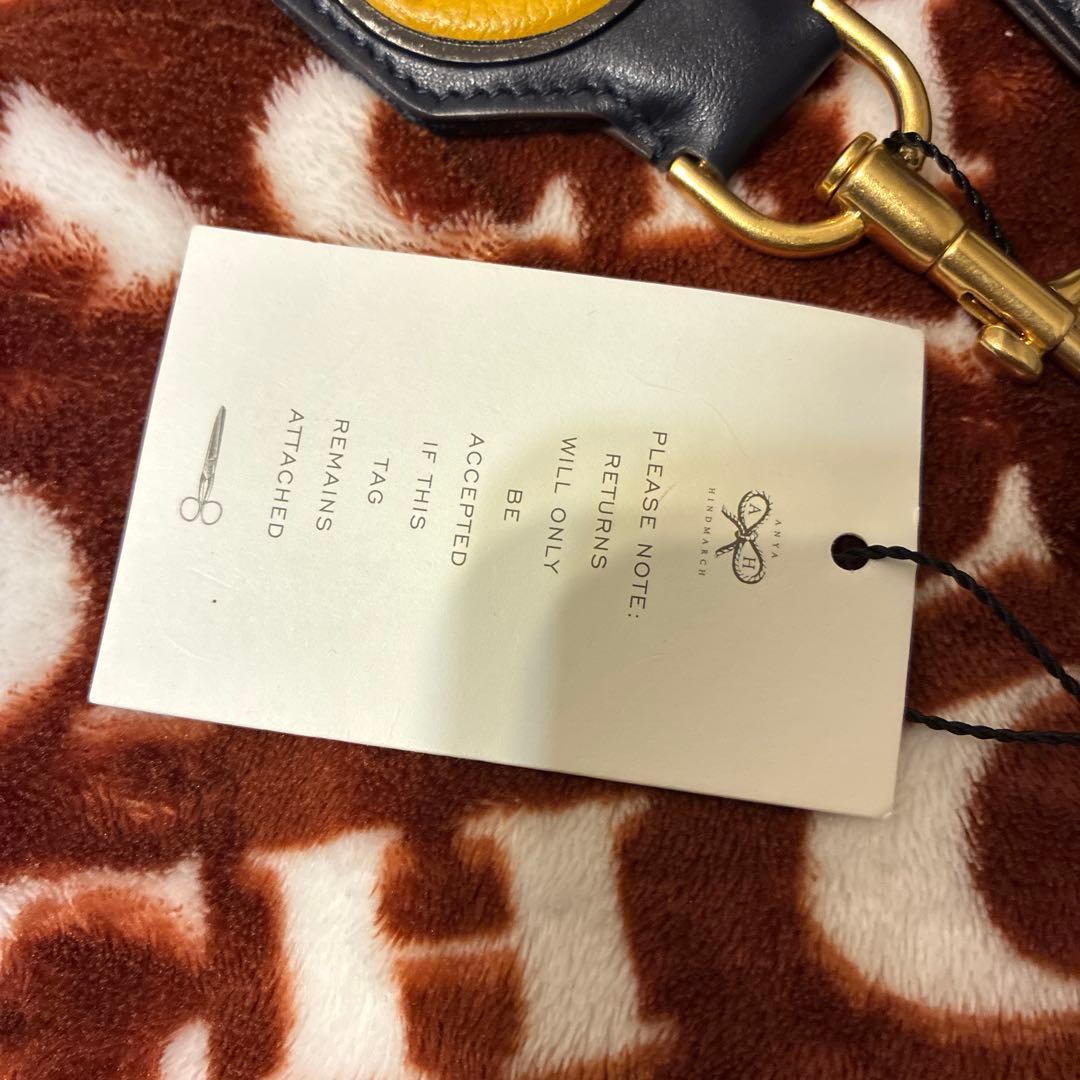 A H
ANYA
HINDMARCH
PLEASE NOTE:
RETURNS
WILL ONLY
BE
ACCEPTED
IF THIS
TAG
REMAINS
ATTACHED